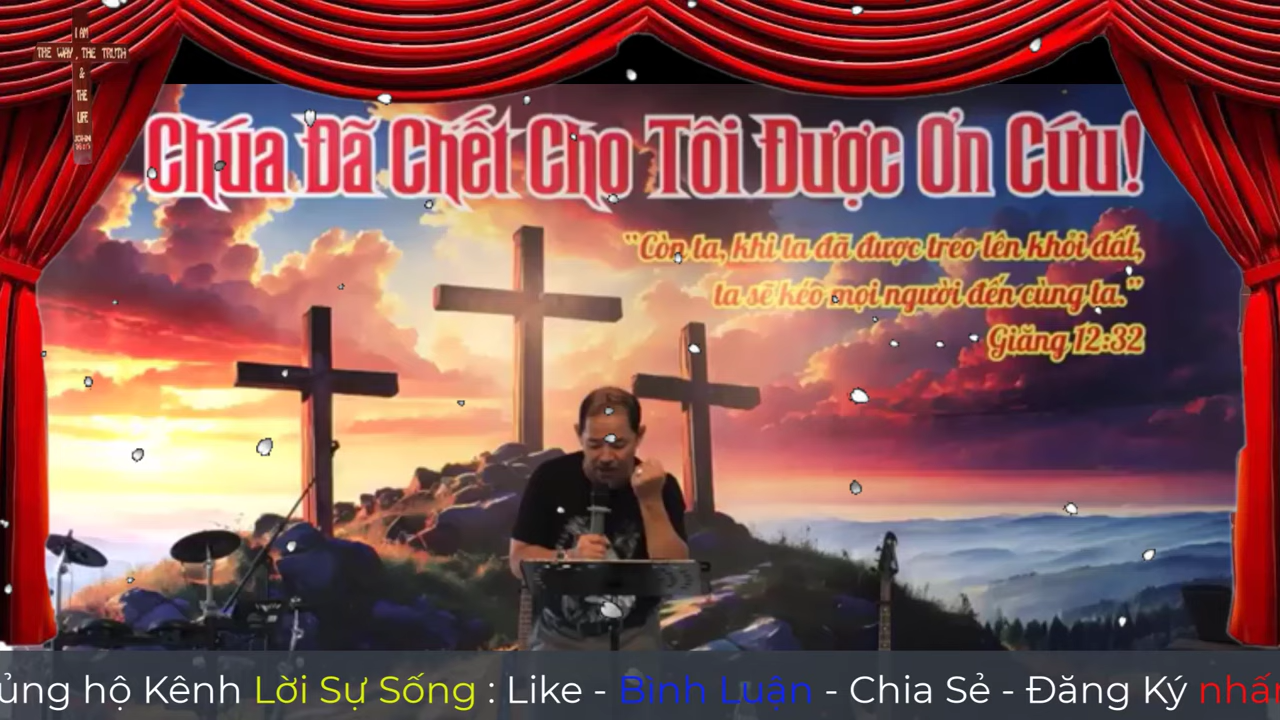 I AM
THE WAY, THE TRUTH
&
THE
LIFE
Chúa Đã Chết Cho Tôi Được Ơn Cứu!
"Còn ta, khi ta đã được treo lên khỏi đất,
ta sẽ kéo mọi người đến cùng ta."
Giăng 12:32
ủng hộ Kênh Lời Sự Sống : Like - Bình Luận - Chia Sẻ - Đăng Ký nhấn